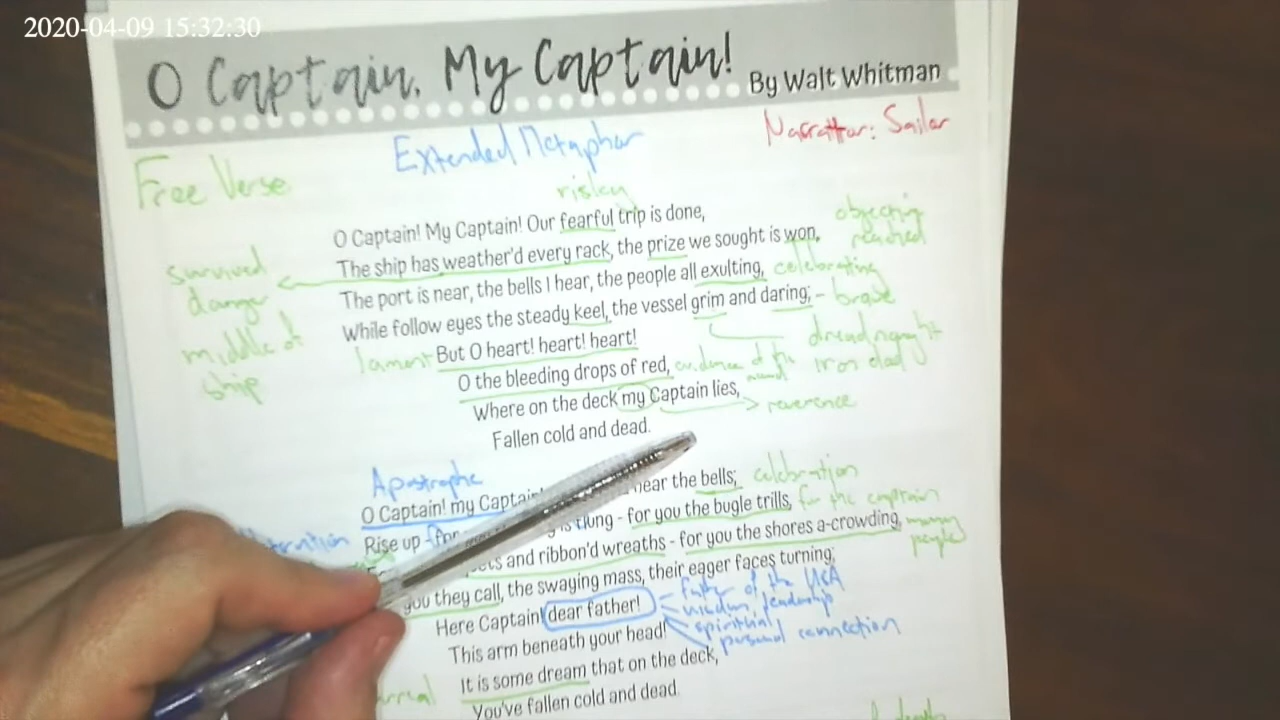 2020-04-09 15:32:30
O Captain, My Captain!
By Walt Whitman
Extended Metaphor
Narrator: Sailor
Free Verse
risky
O Captain! My Captain! Our fearful trip is done,
objective reached
The ship has weather'd every rack, the prize we sought is won,
survived danger
The port is near, the bells I hear, the people all exulting, celebrating
While follow eyes the steady keel, the vessel grim and daring; - brave
middle of ship
lament But O heart! heart! heart!
iron clad
O the bleeding drops of red, evidence of the
Where on the deck my Captain lies, reverence
Fallen cold and dead.
Apostrophe
O Captain! my Captain! hear the bells; celebration
Rise up - for is flung - for you the bugle trills, for the captain
and ribbon'd wreaths - for you the shores a-crowding, many people
you they call, the swaying mass, their eager faces turning;
Here Captain! dear father! father of the USA
wisdom, leadership
spiritual
This arm beneath your head! personal connection
It is some dream that on the deck,
You've fallen cold and dead.